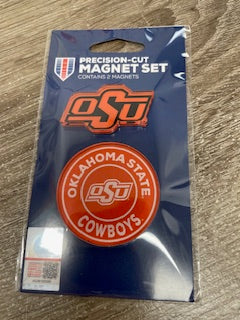 PRECISION-CUT
MAGNET SET
CONTAINS 2 MAGNETS
OSU
OKLAHOMA STATE
OSU
COWBOYS